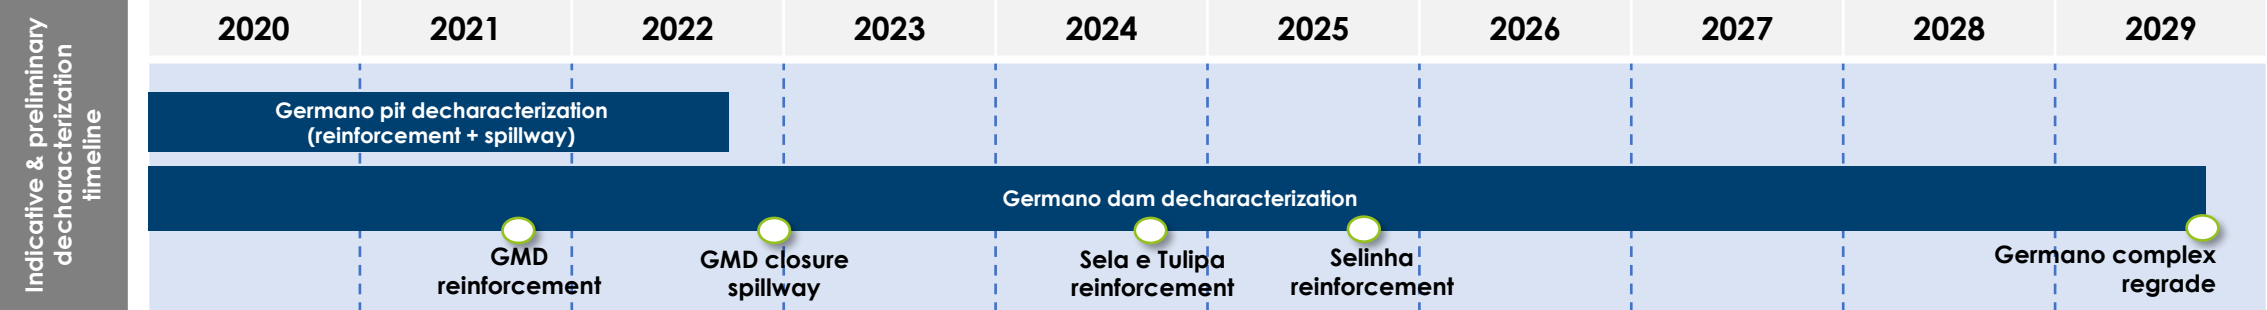 Indicative & preliminary
decharacterization
timeline
2020 2021 2022 2023 2024 2025 2026 2027 2028 2029
Germano pit decharacterization
(reinforcement + spillway)
Germano dam decharacterization
GMD
reinforcement
GMD closure
spillway
Sela e Tulipa
reinforcement
Selinha
reinforcement
Germano complex
regrade